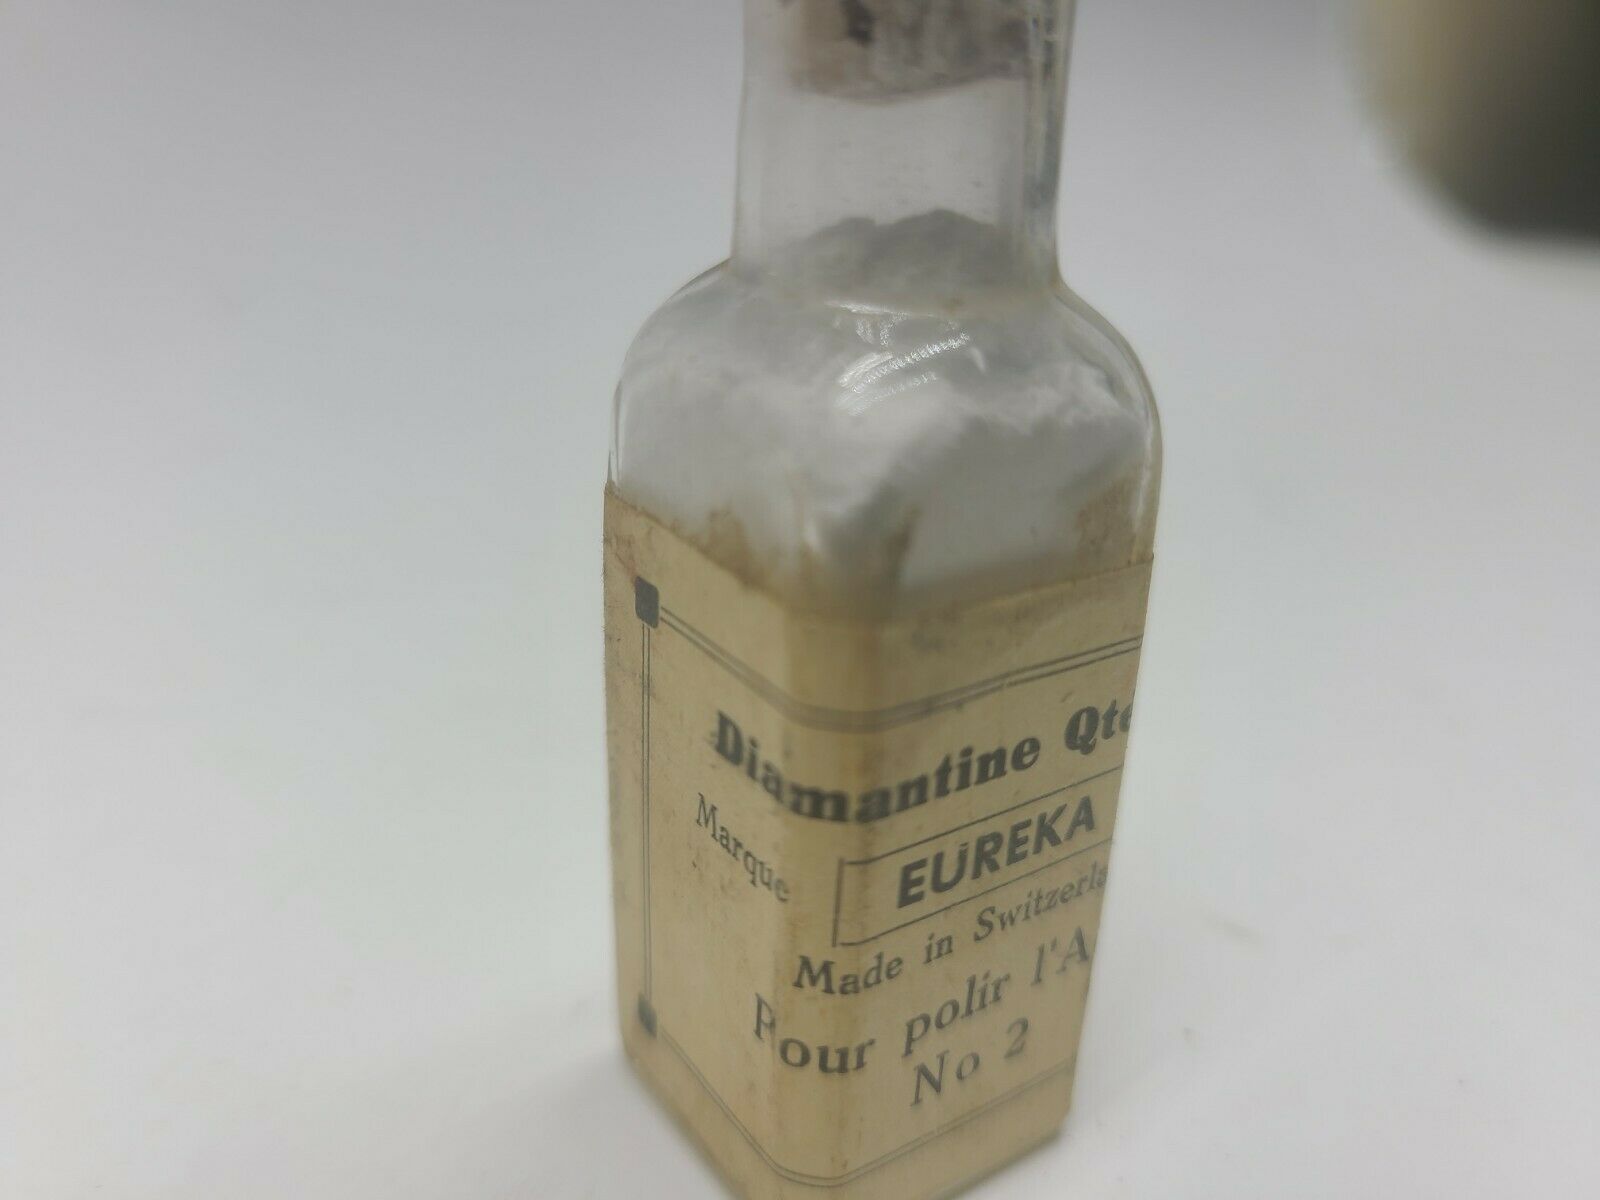 Diamantine Qte
Marque EUREKA
Made in Switzerla
Pour polir l'A
No 2